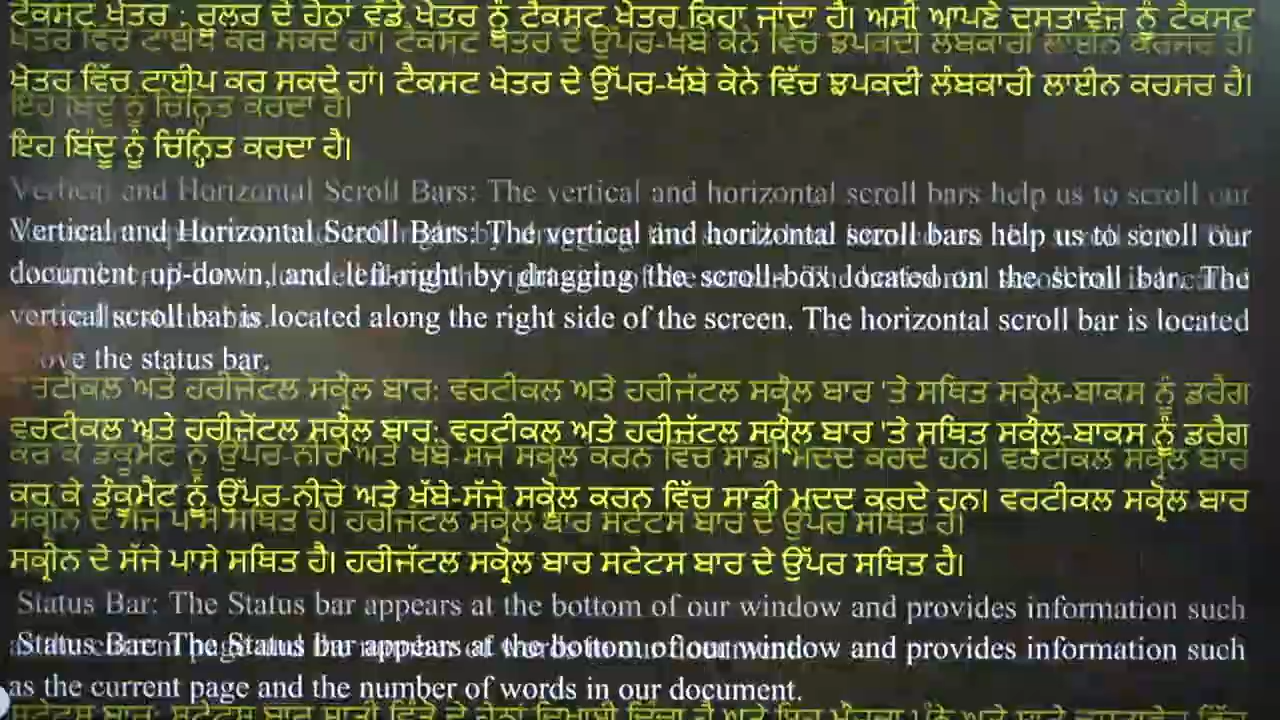 ਟੈਕਸਟ ਖੇਤਰ : ਰੂਲਰ ਦੇ ਹੇਠਾਂ ਵੱਡੇ ਖੇਤਰ ਨੂੰ ਟੈਕਸਟ ਖੇਤਰ ਕਿਹਾ ਜਾਂਦਾ ਹੈ। ਅਸੀਂ ਆਪਣੇ ਦਸਤਾਵੇਜ਼ ਨੂੰ ਟੈਕਸਟ
ਖੇਤਰ ਵਿੱਚ ਟਾਈਪ ਕਰ ਸਕਦੇ ਹਾਂ। ਟੈਕਸਟ ਖੇਤਰ ਦੇ ਉੱਪਰ-ਖੱਬੇ ਕੋਨੇ ਵਿੱਚ ਝਪਕਦੀ ਲੰਬਕਾਰੀ ਲਾਈਨ ਕਰਸਰ ਹੈ।
ਇਹ ਬਿੰਦੂ ਨੂੰ ਚਿੰਨ੍ਹਿਤ ਕਰਦਾ ਹੈ।
Vertical and Horizontal Scroll Bars: The vertical and horizontal scroll bars help us to scroll our
document up-down, and left-right by dragging the scroll-box located on the scroll bar. The
vertical scroll bar is located along the right side of the screen. The horizontal scroll bar is located
ove the status bar.
ਵਰਟੀਕਲ ਅਤੇ ਹਰੀਜ਼ੋਂਟਲ ਸਕ੍ਰੋਲ ਬਾਰ: ਵਰਟੀਕਲ ਅਤੇ ਹਰੀਜੱਟਲ ਸਕ੍ਰੋਲ ਬਾਰ 'ਤੇ ਸਥਿਤ ਸਕ੍ਰੋਲ-ਬਾਕਸ ਨੂੰ ਡਰੈਗ
ਕਰ ਕੇ ਡੌਕੂਮੈਂਟ ਨੂੰ ਉੱਪਰ-ਨੀਚੇ ਅਤੇ ਖੱਬੇ-ਸੱਜੇ ਸਕ੍ਰੋਲ ਕਰਨ ਵਿੱਚ ਸਾਡੀ ਮਦਦ ਕਰਦੇ ਹਨ। ਵਰਟੀਕਲ ਸਕ੍ਰੋਲ ਬਾਰ
ਸਕ੍ਰੀਨ ਦੇ ਸੱਜੇ ਪਾਸੇ ਸਥਿਤ ਹੈ। ਹਰੀਜੱਟਲ ਸਕ੍ਰੋਲ ਬਾਰ ਸਟੇਟਸ ਬਾਰ ਦੇ ਉੱਪਰ ਸਥਿਤ ਹੈ।
Status Bar: The Status bar appears at the bottom of our window and provides information such
as the current page and the number of words in our document.